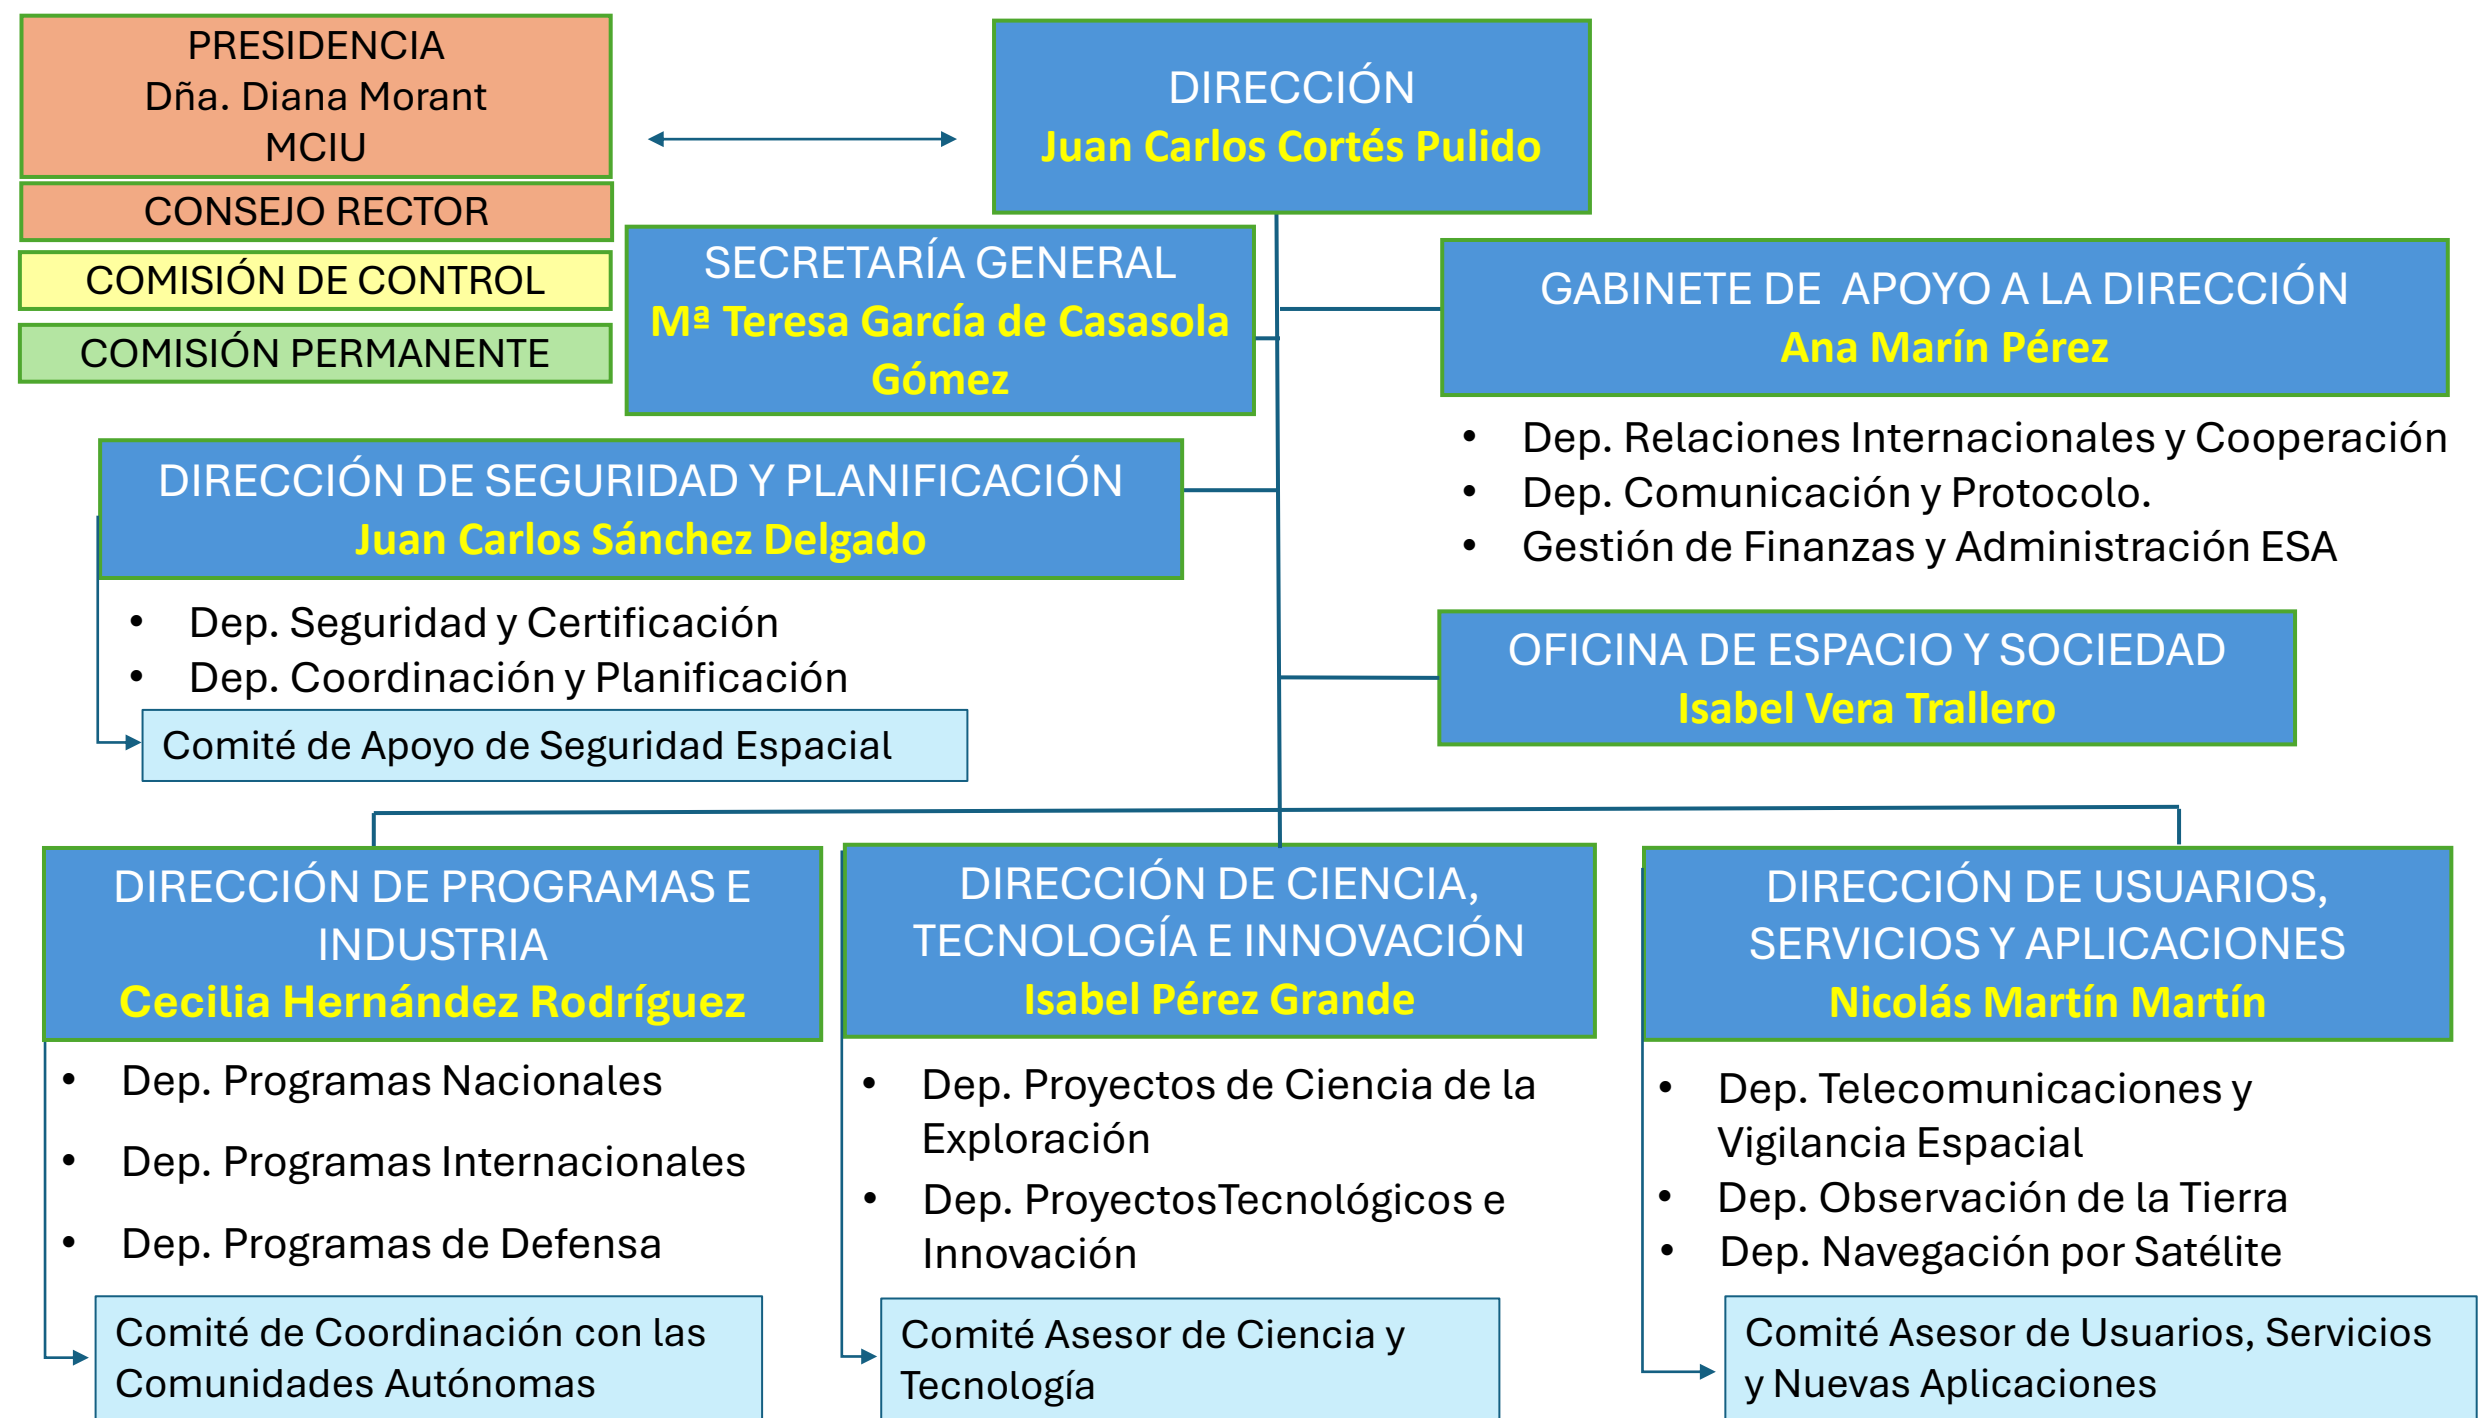 PRESIDENCIA
Dña. Diana Morant
MCIU
CONSEJO RECTOR
COMISIÓN DE CONTROL
COMISIÓN PERMANENTE
DIRECCIÓN
Juan Carlos Cortés Pulido
SECRETARÍA GENERAL
Mª Teresa García de Casasola
Gómez
GABINETE DE APOYO A LA DIRECCIÓN
Ana Marín Pérez
• Dep. Relaciones Internacionales y Cooperación
• Dep. Comunicación y Protocolo.
• Gestión de Finanzas y Administración ESA
DIRECCIÓN DE SEGURIDAD Y PLANIFICACIÓN
Juan Carlos Sánchez Delgado
• Dep. Seguridad y Certificación
• Dep. Coordinación y Planificación
Comité de Apoyo de Seguridad Espacial
OFICINA DE ESPACIO Y SOCIEDAD
Isabel Vera Trallero
DIRECCIÓN DE PROGRAMAS E
INDUSTRIA
Cecilia Hernández Rodríguez
• Dep. Programas Nacionales
• Dep. Programas Internacionales
• Dep. Programas de Defensa
Comité de Coordinación con las
Comunidades Autónomas
DIRECCIÓN DE CIENCIA,
TECNOLOGÍA E INNOVACIÓN
Isabel Pérez Grande
• Dep. Proyectos de Ciencia de la
Exploración
• Dep. ProyectosTecnológicos e
Innovación
Comité Asesor de Ciencia y
Tecnología
DIRECCIÓN DE USUARIOS,
SERVICIOS Y APLICACIONES
Nicolás Martín Martín
• Dep. Telecomunicaciones y
Vigilancia Espacial
• Dep. Observación de la Tierra
• Dep. Navegación por Satélite
Comité Asesor de Usuarios, Servicios
y Nuevas Aplicaciones